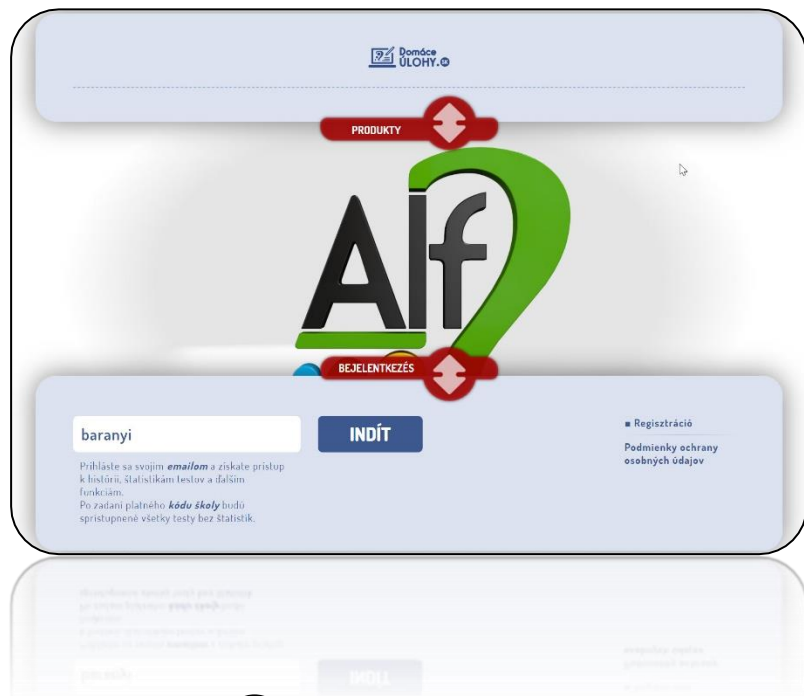 Domáce
ÚLOHY.sk
PRODUKTY
Alf
BEJELENTKEZÉS
baranyi
INDÍT
Prihláste sa svojim emailom a získate prístup
k histórii, štatistikám testov a ďalším
funkciám.
Po zadaní platného kódu školy budú
sprístupnené všetky testy bez štatistík.
■ Regisztráció
Podmienky ochrany
osobných údajov